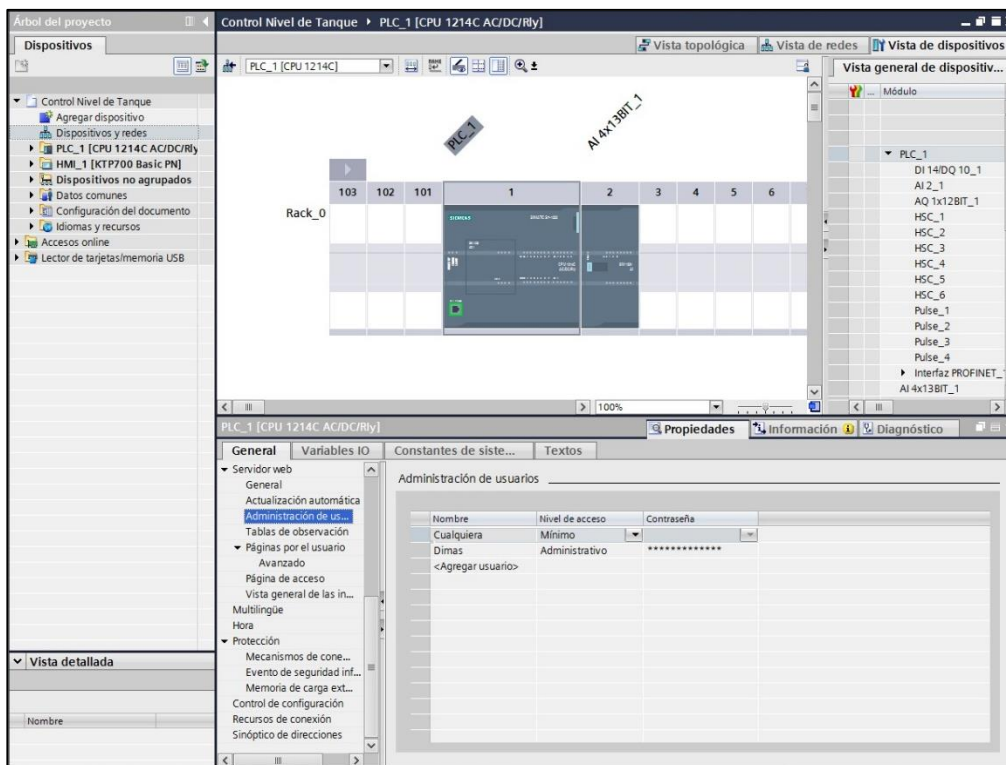 Árbol del proyecto
Dispositivos
Control Nivel de Tanque
Agregar dispositivo
Dispositivos y redes
PLC_1 [CPU 1214C AC/DC/Rly
HMI_1 [KTP700 Basic PN]
Dispositivos no agrupados
Datos comunes
Configuración del documento
Idiomas y recursos
Accesos online
Lector de tarjetas/memoria USB
Vista detallada
Nombre
Control Nivel de Tanque PLC_1 [CPU 1214C AC/DC/Rly]
Vista topológica Vista de redes Vista de dispositivos
PLC_1 [CPU 1214C]
PLC_1 AI 4x13BIT_1
103 102 101 1 2 3 4 5 6
Rack_0
SIEMENS
100%
Vista general de dispositiv...
... Módulo
PLC_1
DI 14/DQ 10_1
AI 2_1
AQ 1x12BIT_1
HSC_1
HSC_2
HSC_3
HSC_4
HSC_5
HSC_6
Pulse_1
Pulse_2
Pulse_3
Pulse_4
Interfaz PROFINET_1
AI 4x13BIT_1
PLC_1 [CPU 1214C AC/DC/Rly]
Propiedades Información Diagnóstico
General Variables IO Constantes de siste... Textos
Servidor web
General
Actualización automática
Administración de us...
Tablas de observación
Páginas por el usuario
Avanzado
Página de acceso
Vista general de las in...
Multilingüe
Hora
Protección
Mecanismos de cone...
Evento de seguridad inf...
Memoria de carga ext...
Control de configuración
Recursos de conexión
Sinóptico de direcciones
Administración de usuarios
Nombre Nivel de acceso Contraseña
Cualquiera Mínimo
Dimas Administrativo *************
<Agregar usuario>